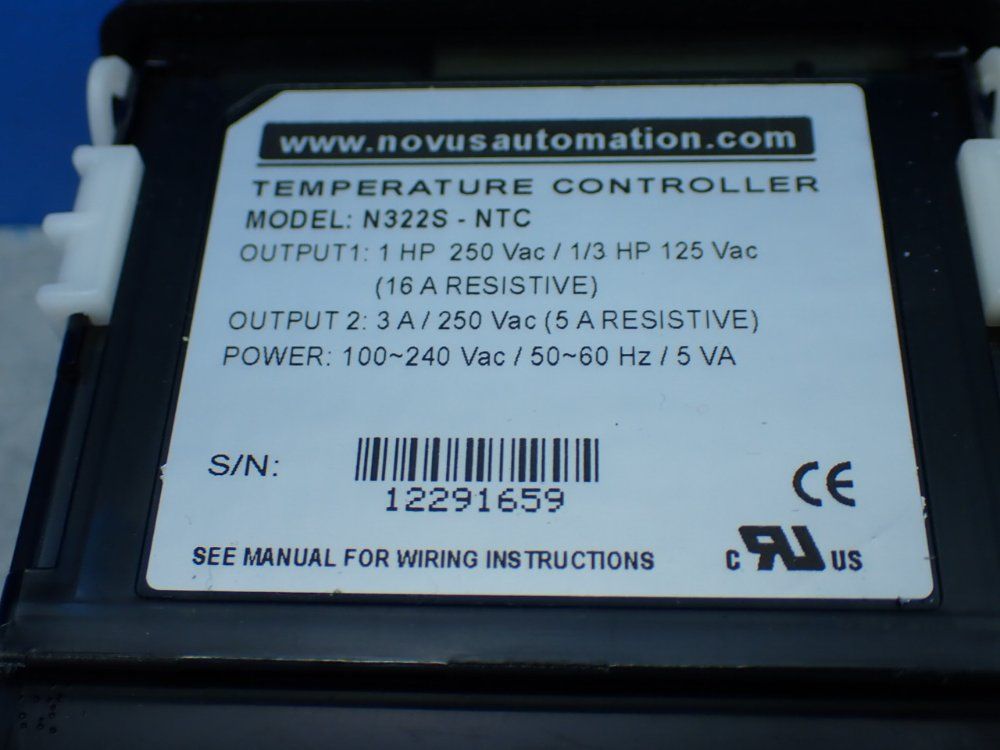 www.novusautomation.com
TEMPERATURE CONTROLLER
MODEL: N322S - NTC
OUTPUT1: 1 HP 250 Vac / 1/3 HP 125 Vac
(16 A RESISTIVE)
OUTPUT 2: 3 A / 250 Vac (5 A RESISTIVE)
POWER: 100~240 Vac / 50~60 Hz / 5 VA
S/N:
12291659
CE
SEE MANUAL FOR WIRING INSTRUCTIONS
C RU US